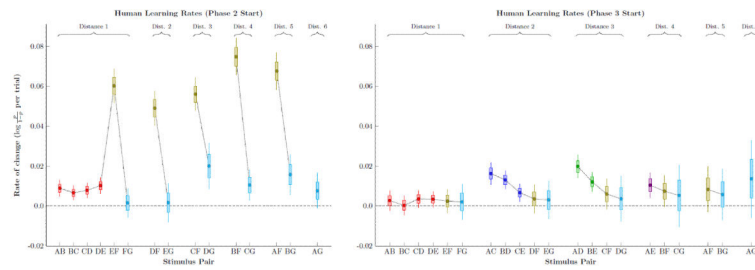 Human Learning Rates (Phase 2 Start)
Distance 1 Dist. 2 Dist. 3 Dist. 4 Dist. 5 Dist. 6
0.08
0.06
0.04
0.02
0.0
-0.02
Rate of change (log p/1-p per trial)
AB BC CD DE EF FG DF EG CF DG BF CG AF BG AG
Stimulus Pair
Human Learning Rates (Phase 3 Start)
Distance 1 Distance 2 Distance 3 Dist. 4 Dist. 5 Dist.
0.08
0.06
0.04
0.02
0.0
-0.02
AB BC CD DE EF FG AC BD CE DF EG AD BE CF DG AE BF CG AF BG AG
Stimulus Pair